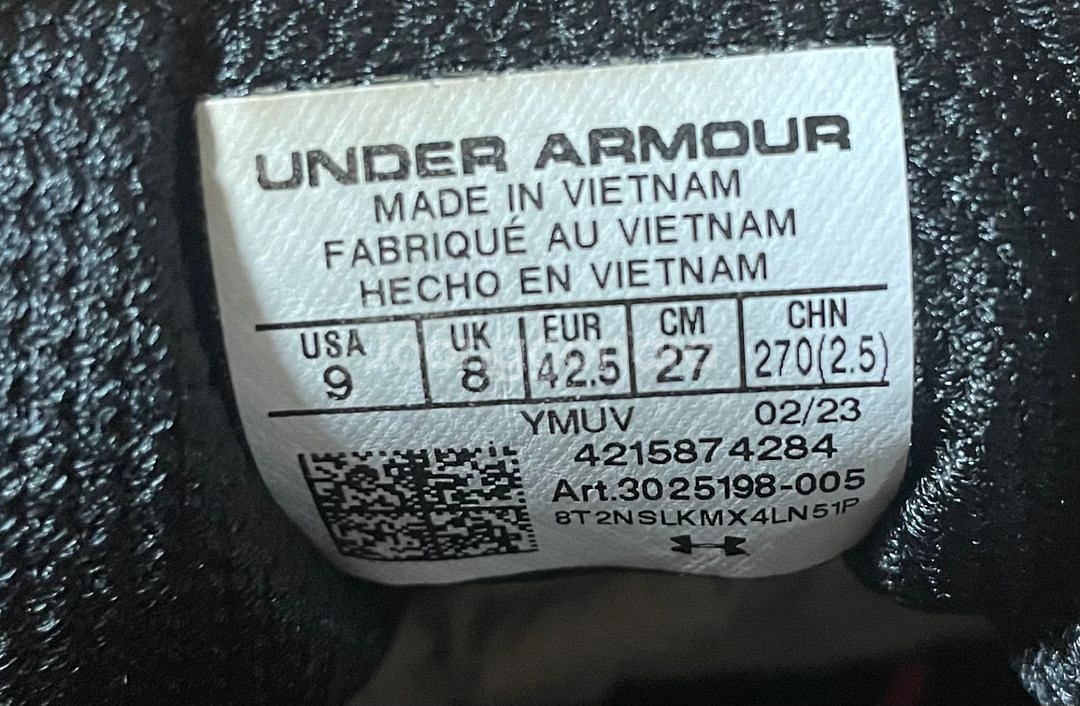 UNDER ARMOUR
MADE IN VIETNAM
FABRIQUÉ AU VIETNAM
HECHO EN VIETNAM
USA UK EUR CM CHN
9 8 42.5 27 270(2.5)
YMUV 02/23
4215874284
Art.3025198-005
8T2NSLKMX4LN51P